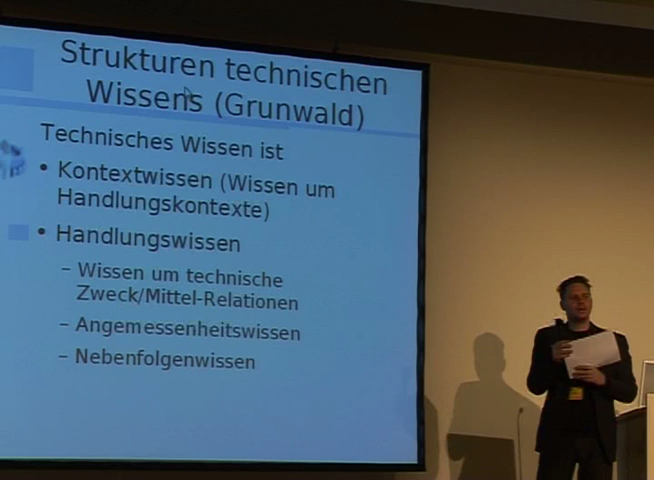 Strukturen technischen
Wissens (Grunwald)
Technisches Wissen ist
• Kontextwissen (Wissen um
Handlungskontexte)
• Handlungswissen
– Wissen um technische
Zweck/Mittel-Relationen
– Angemessenheitswissen
– Nebenfolgenwissen